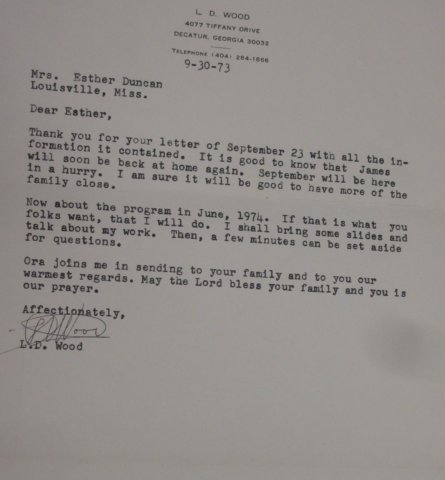 L. D. WOOD
4077 TIFFANY DRIVE
DECATUR, GEORGIA 30032
TELEPHONE (404) 284-1666
9-30-73
Mrs. Esther Duncan
Louisville, Miss.
Dear Esther,
Thank you for your letter of September 23 with all the in-
formation it contained. It is good to know that James
will soon be back at home again. September will be here
in a hurry. I am sure it will be good to have more of the
family close.
Now about the program in June, 1974. If that is what you
folks want, that I will do. I shall bring some slides and
talk about my work. Then, a few minutes can be set aside
for questions.
Ora joins me in sending to your family and to you our
warmest regards. May the Lord bless your family and you is
our prayer.
Affectionately,
LDWood
L.D. Wood